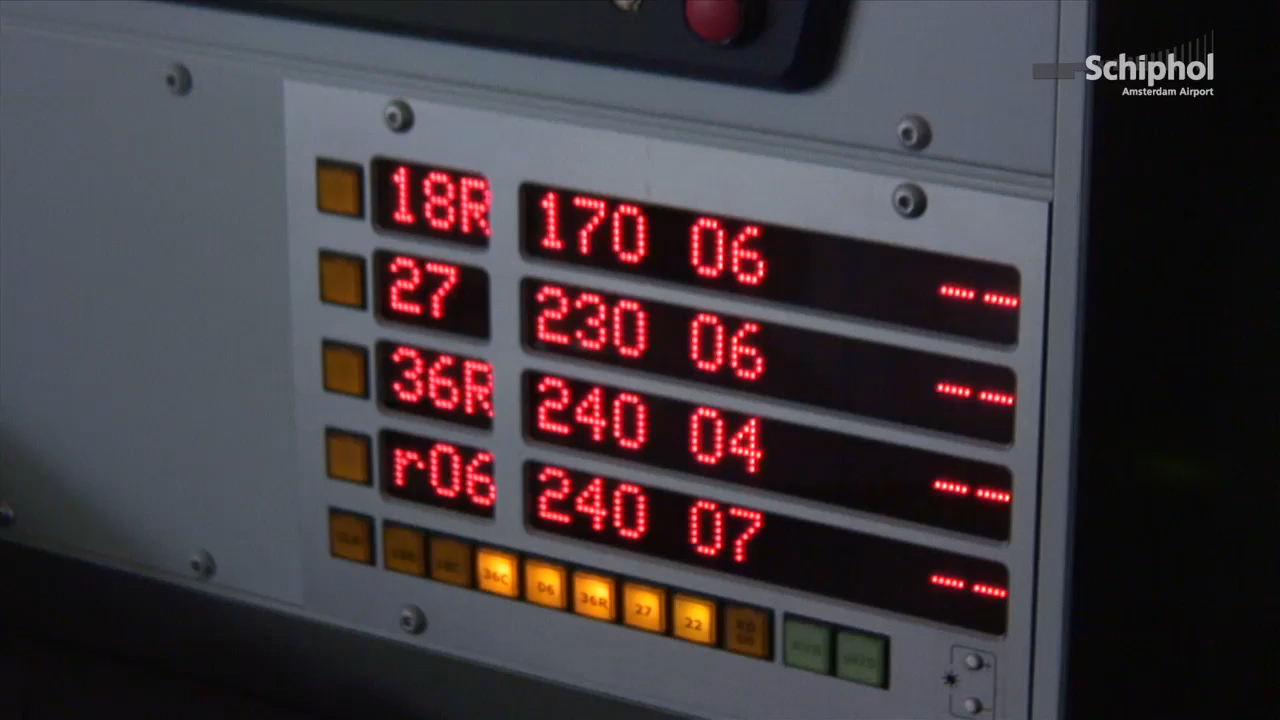 Schiphol
Amsterdam Airport
18R 170 06 ---- ---
27 230 06 ---- ---
36R 240 04 ---- ---
r06 240 07 ---- ---
36C 06 36R 27 22